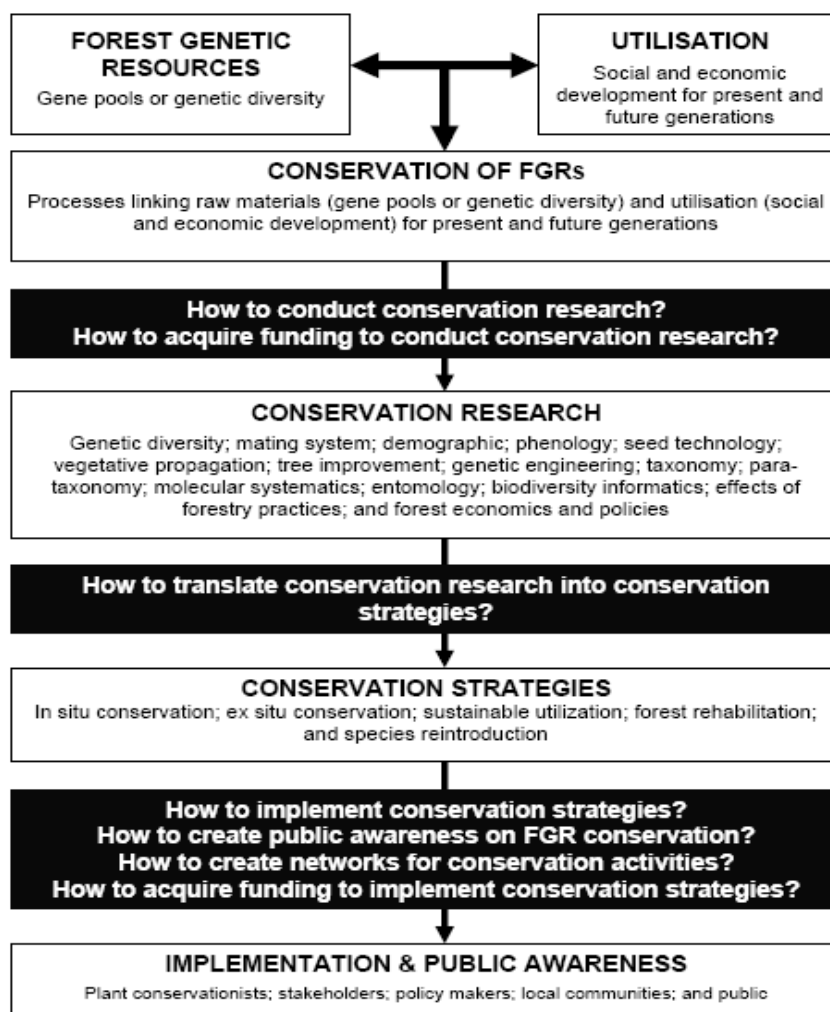 FOREST GENETIC
RESOURCES
Gene pools or genetic diversity
UTILISATION
Social and economic
development for present and
future generations
CONSERVATION OF FGRs
Processes linking raw materials (gene pools or genetic diversity) and utilisation (social
and economic development) for present and future generations
How to conduct conservation research?
How to acquire funding to conduct conservation research?
CONSERVATION RESEARCH
Genetic diversity; mating system; demographic; phenology; seed technology;
vegetative propagation; tree improvement; genetic engineering; taxonomy; para-
taxonomy; molecular systematics; entomology; biodiversity informatics; effects of
forestry practices; and forest economics and policies
How to translate conservation research into conservation
strategies?
CONSERVATION STRATEGIES
In situ conservation; ex situ conservation; sustainable utilization; forest rehabilitation;
and species reintroduction
How to implement conservation strategies?
How to create public awareness on FGR conservation?
How to create networks for conservation activities?
How to acquire funding to implement conservation strategies?
IMPLEMENTATION & PUBLIC AWARENESS
Plant conservationists; stakeholders; policy makers; local communities; and public